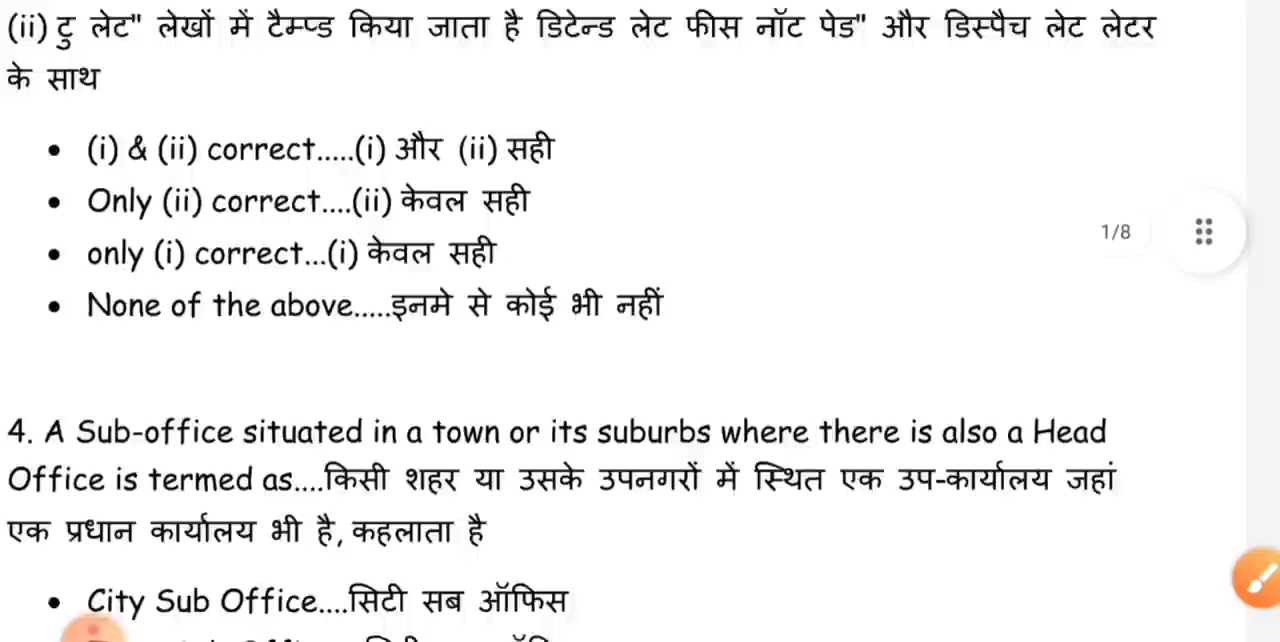 (ii) टु लेट" लेखों में टैम्प्ड किया जाता है डिटेन्ड लेट फीस नॉट पेड" और डिस्पैच लेट लेटर
के साथ
• (i) & (ii) correct.....(i) और (ii) सही
• Only (ii) correct....(ii) केवल सही
• only (i) correct...(i) केवल सही
1/8
• None of the above.....इनमे से कोई भी नहीं
4. A Sub-office situated in a town or its suburbs where there is also a Head
Office is termed as....किसी शहर या उसके उपनगरों में स्थित एक उप-कार्यालय जहां
एक प्रधान कार्यालय भी है, कहलाता है
• City Sub Office....सिटी सब ऑफिस